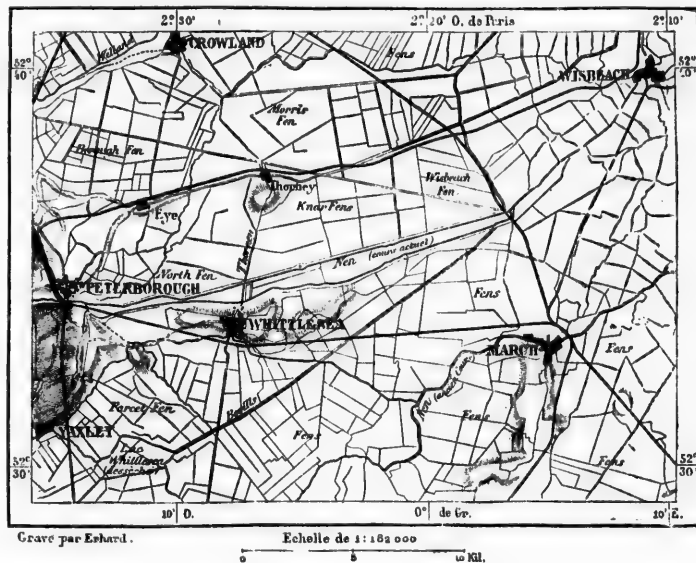 2° 30'
2° 20' O. de Paris
2° 10'
CROWLAND
Welland
Fens
52° 40'
WISBEACH
52° 40'
Morris Fen
Borough Fen
Thorney
Wisbeach Fen
Eye
Knar Fens
Nen (cours actuel)
North Fen
PETERBOROUGH
Fens
WHITTLESEY
MARCH
Fens
Farcet Fen
Fens
Fens
YAXLEY
Fens
52° 30'
52° 30'
10' O.
0° de Gr.
10' E.
Gravé par Erhard.
Echelle de 1:182 000
0 5 10 Kil.